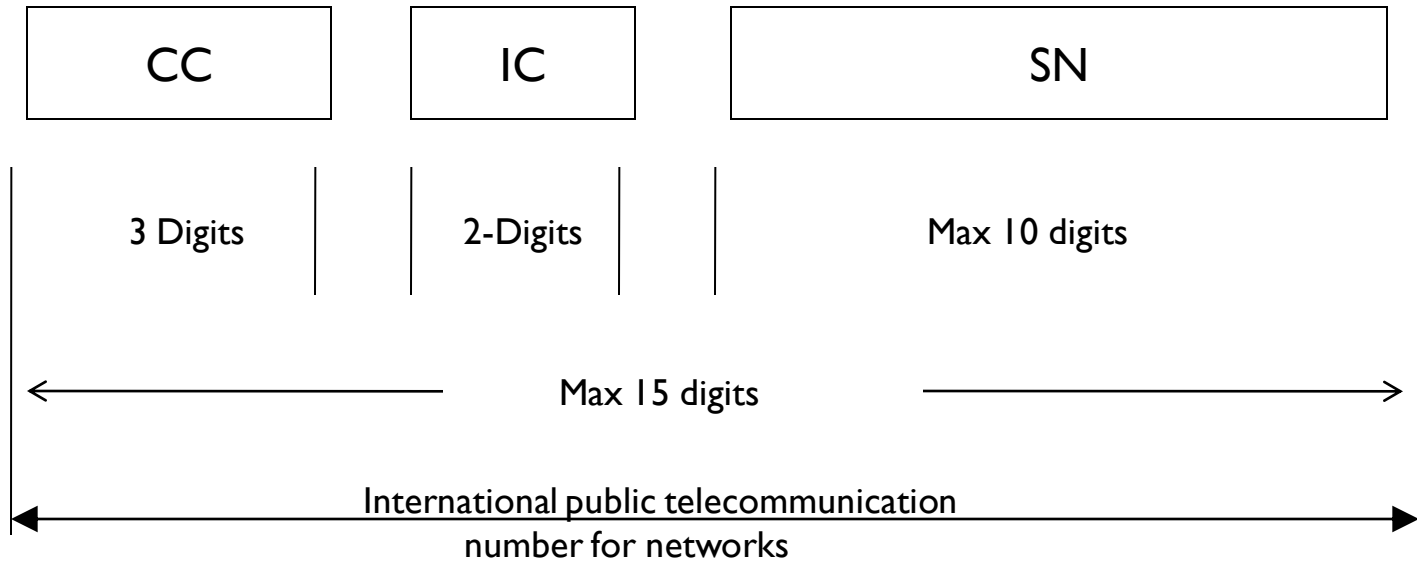 CC IC SN
3 Digits 2-Digits Max 10 digits
Max 15 digits
International public telecommunication
number for networks